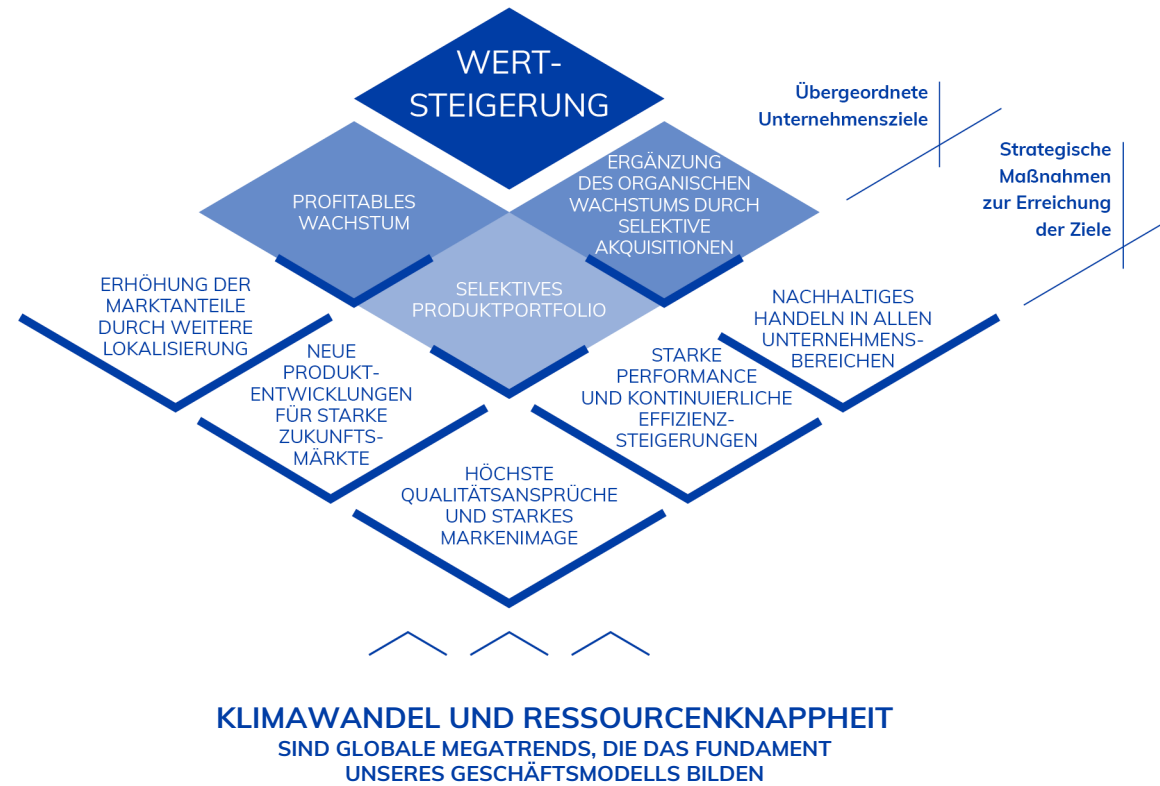 WERT-
STEIGERUNG
Übergeordnete
Unternehmensziele
Strategische
Maßnahmen
zur Erreichung
der Ziele
PROFITABLES
WACHSTUM
ERGÄNZUNG
DES ORGANISCHEN
WACHSTUMS DURCH
SELEKTIVE
AKQUISITIONEN
SELEKTIVES
PRODUKTPORTFOLIO
ERHÖHUNG DER
MARKTANTEILE
DURCH WEITERE
LOKALISIERUNG
NEUE
PRODUKT-
ENTWICKLUNGEN
FÜR STARKE
ZUKUNFTS-
MÄRKTE
HÖCHSTE
QUALITÄTSANSPRÜCHE
UND STARKES
MARKENIMAGE
STARKE
PERFORMANCE
UND KONTINUIERLICHE
EFFIZIENZ-
STEIGERUNGEN
NACHHALTIGES
HANDELN IN ALLEN
UNTERNEHMENS-
BEREICHEN
KLIMAWANDEL UND RESSOURCENKNAPPHEIT
SIND GLOBALE MEGATRENDS, DIE DAS FUNDAMENT
UNSERES GESCHÄFTSMODELLS BILDEN